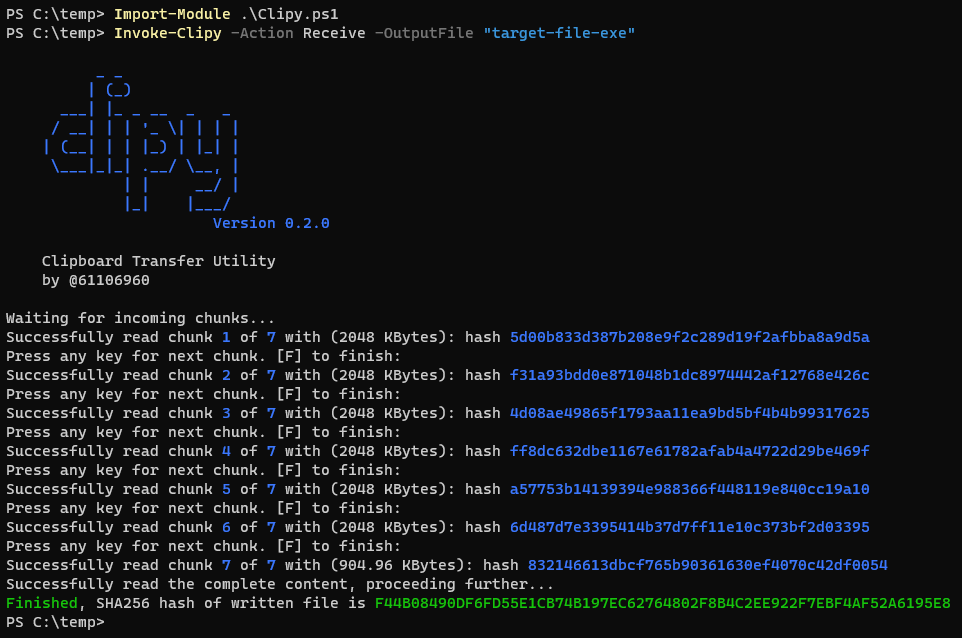 PS C:\temp> Import-Module .\Clipy.ps1
PS C:\temp> Invoke-Clipy -Action Receive -OutputFile "target-file-exe"
clipy
Version 0.2.0
Clipboard Transfer Utility
by @61106960
Waiting for incoming chunks...
Successfully read chunk 1 of 7 with (2048 KBytes): hash 5d00b833d387b208e9f2c289d19f2afbba8a9d5a
Press any key for next chunk. [F] to finish:
Successfully read chunk 2 of 7 with (2048 KBytes): hash f31a93bdd0e871048b1dc8974442af12768e426c
Press any key for next chunk. [F] to finish:
Successfully read chunk 3 of 7 with (2048 KBytes): hash 4d08ae49865f1793aa11ea9bd5bf4b4b99317625
Press any key for next chunk. [F] to finish:
Successfully read chunk 4 of 7 with (2048 KBytes): hash ff8dc632dbe1167e61782afab4a4722d29be469f
Press any key for next chunk. [F] to finish:
Successfully read chunk 5 of 7 with (2048 KBytes): hash a57753b14139394e988366f448119e840cc19a10
Press any key for next chunk. [F] to finish:
Successfully read chunk 6 of 7 with (2048 KBytes): hash 6d487d7e3395414b37d7ff11e10c373bf2d03395
Press any key for next chunk. [F] to finish:
Successfully read chunk 7 of 7 with (904.96 KBytes): hash 832146613dbcf765b90361630ef4070c42df0054
Successfully read the complete content, proceeding further...
Finished, SHA256 hash of written file is F44B08490DF6FD55E1CB74B197EC62764802F8B4C2EE922F7EBF4AF52A6195E8
PS C:\temp>